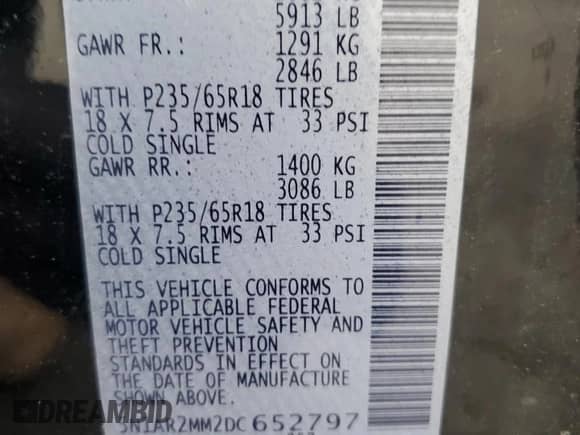 5913 LB
GAWR FR.: 1291 KG
2846 LB
WITH P235/65R18 TIRES
18 X 7.5 RIMS AT 33 PSI
COLD SINGLE
GAWR RR.: 1400 KG
3086 LB
WITH P235/65R18 TIRES
18 X 7.5 RIMS AT 33 PSI
COLD SINGLE
THIS VEHICLE CONFORMS TO
ALL APPLICABLE FEDERAL
MOTOR VEHICLE SAFETY AND
THEFT PREVENTION
STANDARDS IN EFFECT ON
THE DATE OF MANUFACTURE
SHOWN ABOVE.
5N1AR2MM2DC652797
DREAMBID